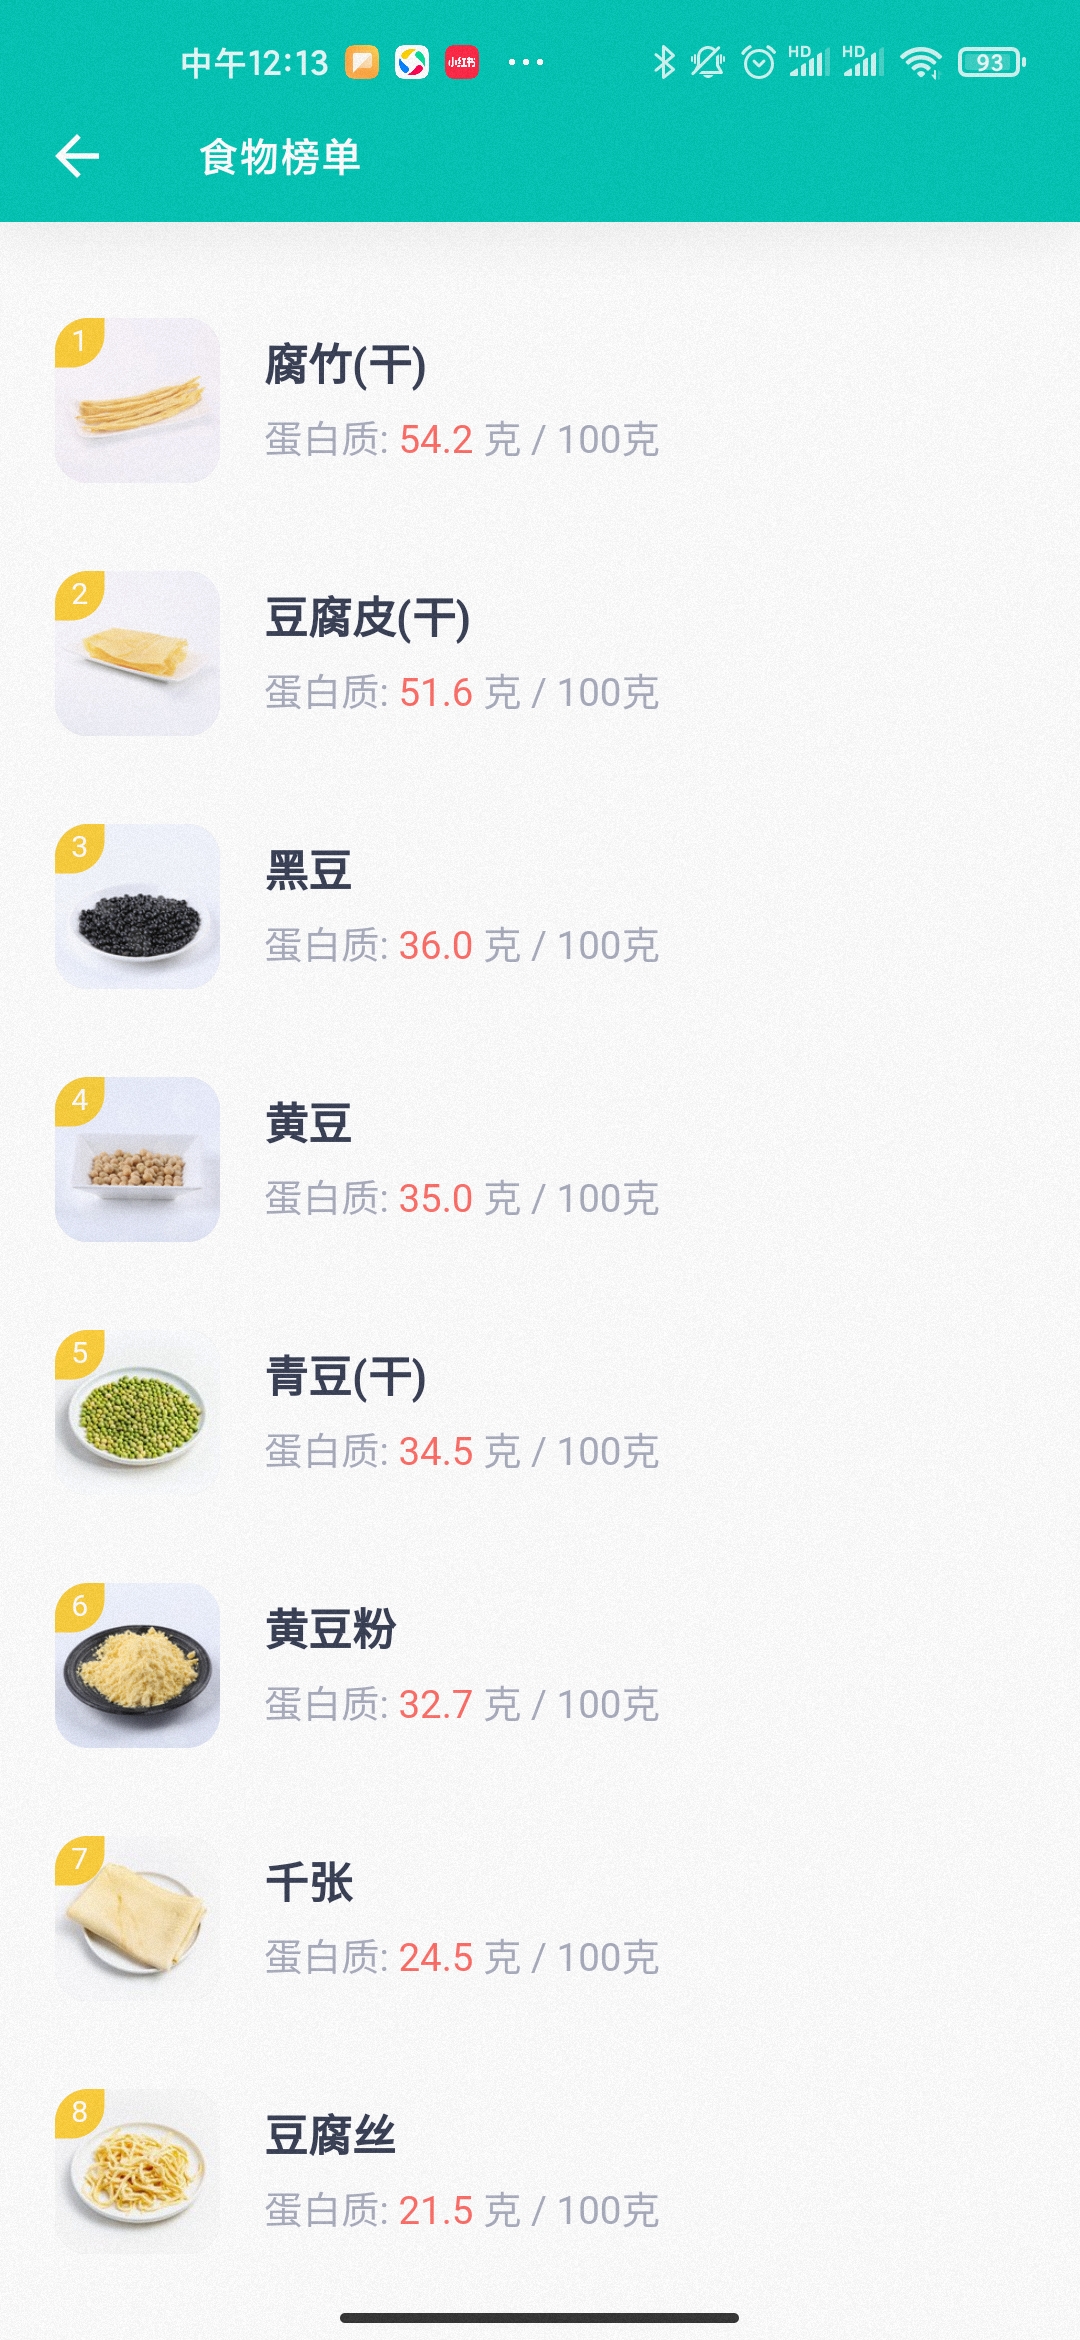 中午12:13 小红书 ... HD HD 93
食物榜单
1
腐竹(干)
蛋白质: 54.2 克 / 100克
2
豆腐皮(干)
蛋白质: 51.6 克 / 100克
3
黑豆
蛋白质: 36.0 克 / 100克
4
黄豆
蛋白质: 35.0 克 / 100克
5
青豆(干)
蛋白质: 34.5 克 / 100克
6
黄豆粉
蛋白质: 32.7 克 / 100克
7
千张
蛋白质: 24.5 克 / 100克
8
豆腐丝
蛋白质: 21.5 克 / 100克